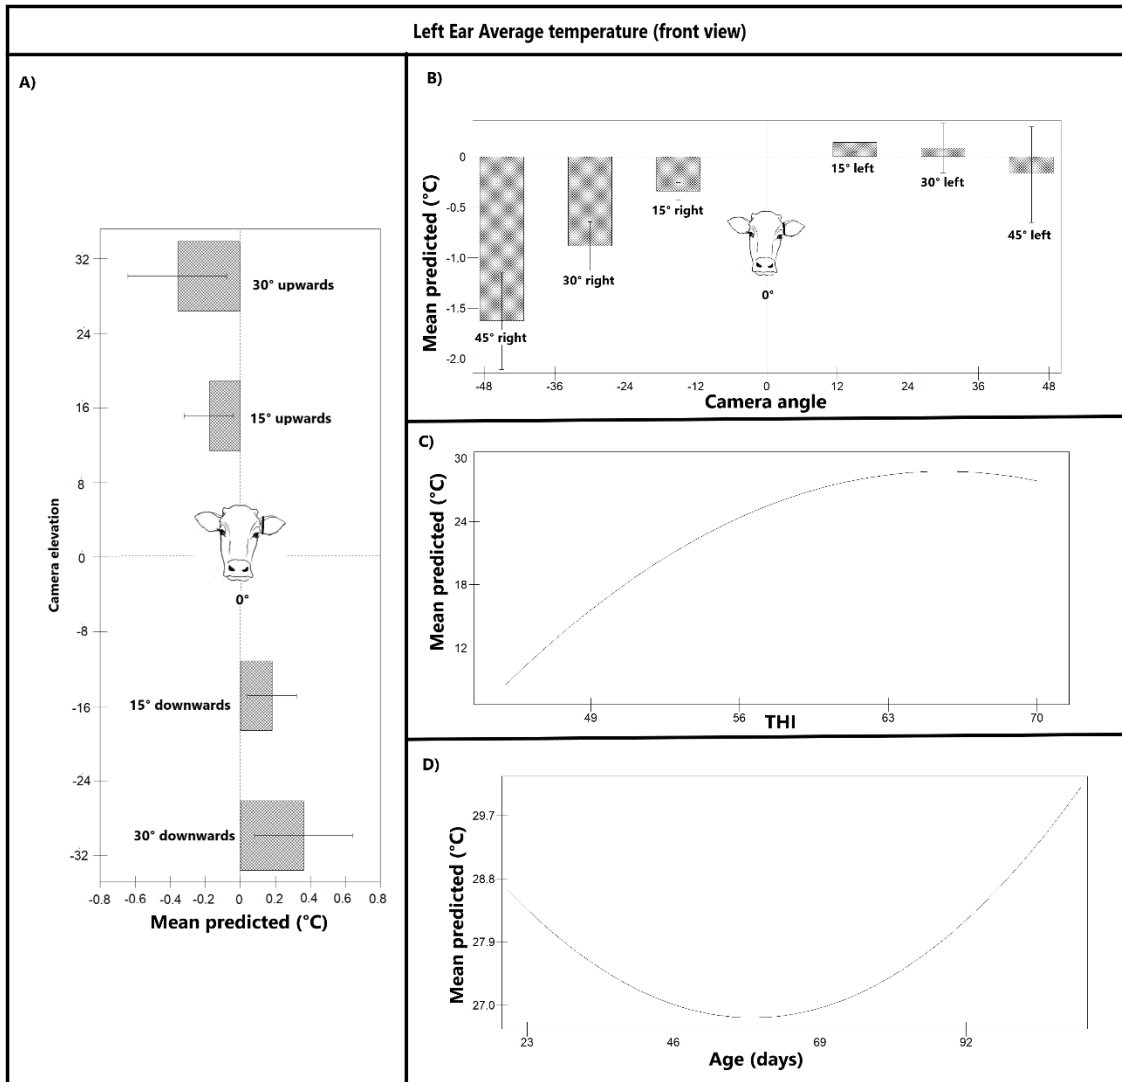 Left Ear Average temperature (front view)
A)
32
24
16
8
0
-8
-16
-24
-32
Camera elevation
30° upwards
15° upwards
0°
15° downwards
30° downwards
-0.8 -0.6 -0.4 -0.2 0 0.2 0.4 0.6 0.8
Mean predicted (°C)
B)
Mean predicted (°C)
0
-0.5
-1.0
-1.5
-2.0
45° right
30° right
15° right
0°
15° left
30° left
45° left
-48 -36 -24 -12 0 12 24 36 48
Camera angle
C)
Mean predicted (°C)
30
24
18
12
49 56 63 70
THI
D)
Mean predicted (°C)
29.7
28.8
27.9
27.0
23 46 69 92
Age (days)